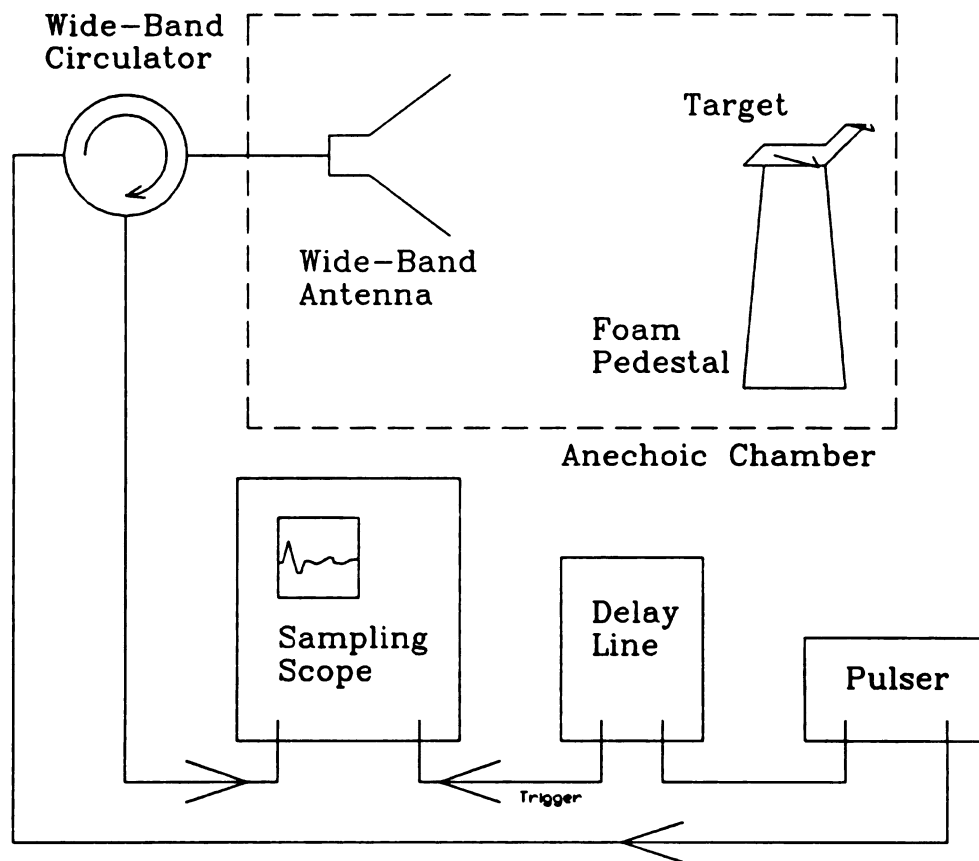 Wide-Band
Circulator
Target
Wide-Band
Antenna
Foam
Pedestal
Anechoic Chamber
Delay
Line
Sampling
Scope
Pulser
Trigger